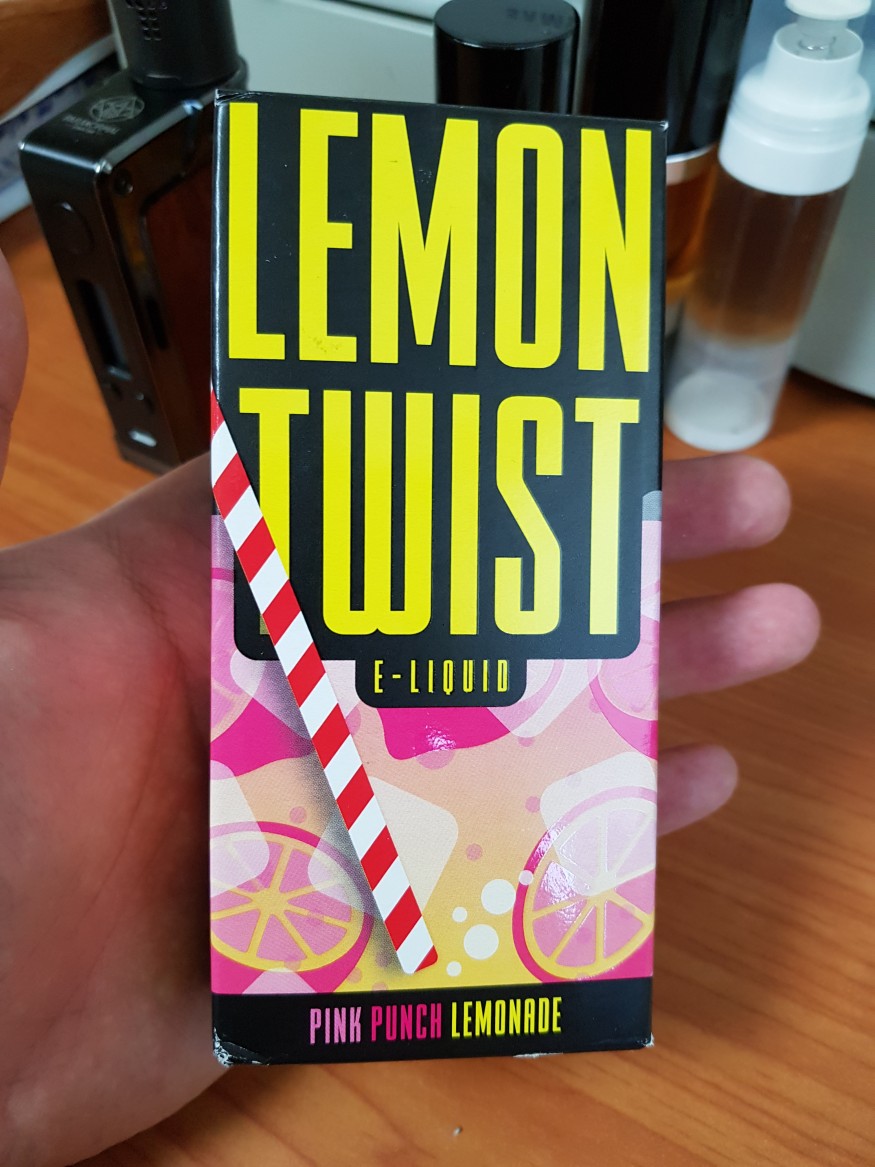 LEMON
TWIST
E-LIQUID
PINK PUNCH LEMONADE